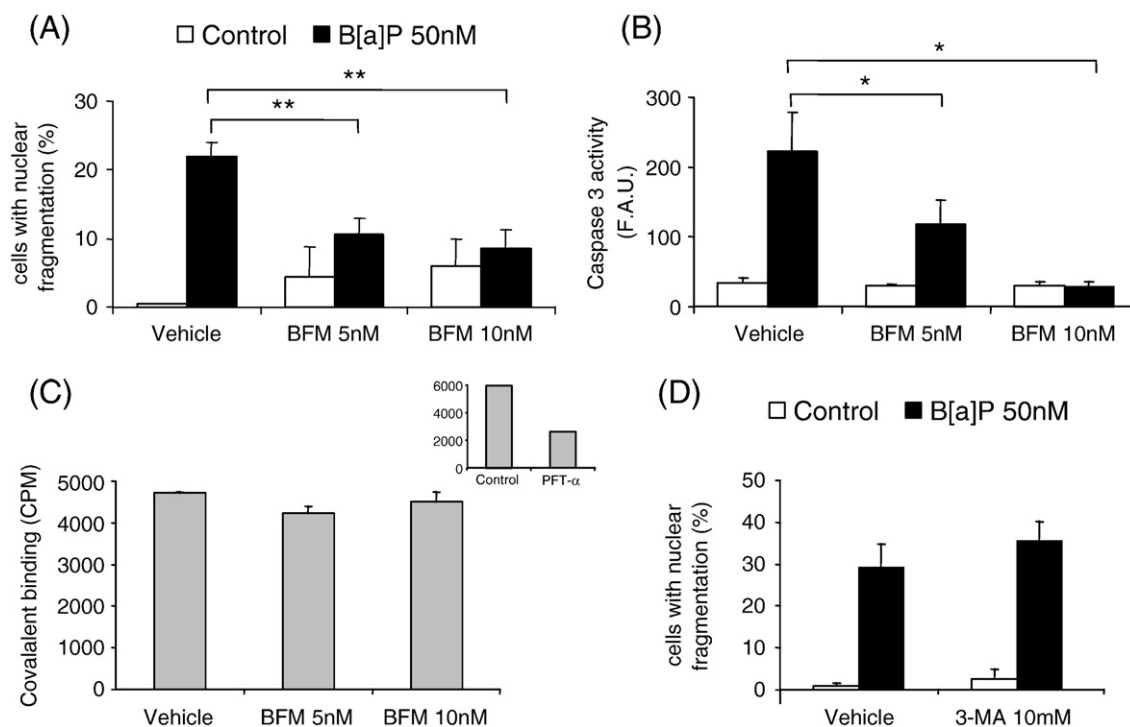 (A)
Control B[a]P 50nM
**
**
cells with nuclear
fragmentation (%)
30
20
10
0
Vehicle BFM 5nM BFM 10nM
(B)
*
*
Caspase 3 activity
(F.A.U.)
300
200
100
0
Vehicle BFM 5nM BFM 10nM
(C)
6000
4000
2000
0
Control PFT-α
Covalalent binding (CPM)
5000
4000
3000
2000
1000
0
Vehicle BFM 5nM BFM 10nM
(D)
Control B[a]P 50nM
cells with nuclear
fragmentation (%)
50
40
30
20
10
0
Vehicle 3-MA 10mM